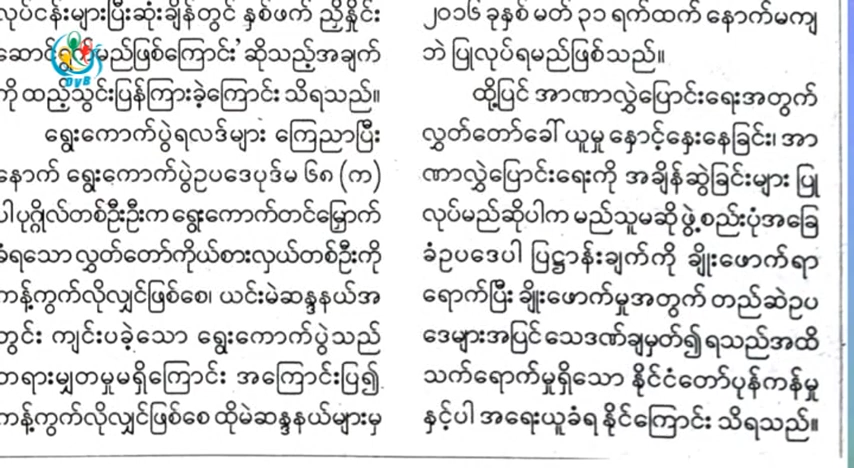 လုပ်ငန်းများပြီးဆုံးချိန်တွင် နှစ်ဖက် ညှိနှိုင်း
ဆောင်ရွက်မည်ဖြစ်ကြောင်း' ဆိုသည့်အချက်
ကို ထည့်သွင်းပြန်ကြားခဲ့ကြောင်း သိရသည်။
ရွေးကောက်ပွဲရလဒ်များ ကြေညာပြီး
နောက် ရွေးကောက်ပွဲဥပဒေပုဒ်မ ၆၈ (က)
ပါပုဂ္ဂိုလ်တစ်ဦးဦးက ရွေးကောက်တင်မြှောက်
ခံရသော လွှတ်တော်ကိုယ်စားလှယ်တစ်ဦးကို
ကန့်ကွက်လိုလျှင်ဖြစ်စေ၊ ယင်းမဲဆန္ဒနယ်အ
တွင်း ကျင်းပခဲ့သော ရွေးကောက်ပွဲသည်
တရားမျှတမှုမရှိကြောင်း အကြောင်းပြ၍
ကန့်ကွက်လိုလျှင်ဖြစ်စေ ထိုမဲဆန္ဒနယ်များမှ
၂၀၁၆ ခုနှစ် မတ် ၃၁ ရက်ထက် နောက်မကျ
ဘဲ ပြုလုပ်ရမည်ဖြစ်သည်။
ထို့ပြင် အာဏာလွှဲပြောင်းရေးအတွက်
လွှတ်တော်ခေါ်ယူမှု နှောင့်နှေးနေခြင်း၊ အာ
ဏာလွှဲပြောင်းရေးကို အချိန်ဆွဲခြင်းများ ပြု
လုပ်မည်ဆိုပါက မည်သူမဆို ဖွဲ့စည်းပုံအခြေ
ခံဥပဒေပါ ပြဋ္ဌာန်းချက်ကို ချိုးဖောက်ရာ
ရောက်ပြီး ချိုးဖောက်မှုအတွက် တည်ဆဲဥပ
ဒေများအပြင် သေဒဏ်ချမှတ်၍ ရသည်အထိ
သက်ရောက်မှုရှိသော နိုင်ငံတော်ပုန်ကန်မှု
နှင့်ပါ အရေးယူခံရ နိုင်ကြောင်း သိရသည်။
DVB